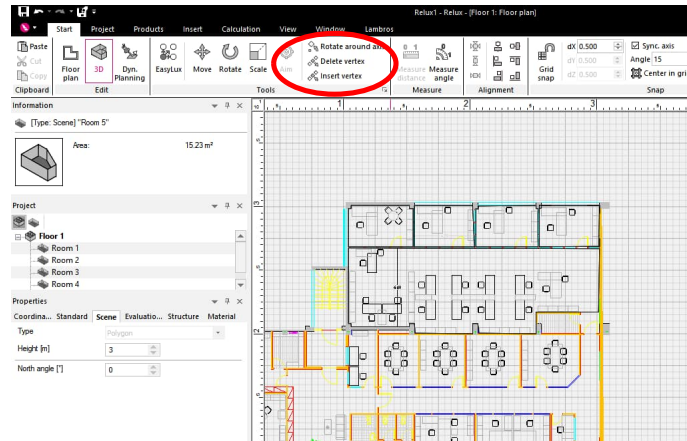 Relux1 - Relux - [Floor 1: Floor plan]
Start Project Products Insert Calculation View Window Lambros
Paste
Cut
Copy
Clipboard
Floor plan
3D
Dyn. Planning
Edit
EasyLux
Move
Rotate
Scale
Aim
Rotate around axis
Delete vertex
Insert vertex
Tools
Measure distance
Measure angle
Measure
Alignment
Grid snap
dX 0.500
dY 0.500
dZ 0.500
Sync. axis
Angle 15
Center in gri
Snap
Information
[Type: Scene] "Room 5"
Area: 15.23 m²
Project
Floor 1
Room 1
Room 2
Room 3
Room 4
Properties
Coordina... Standard Scene Evaluatio... Structure Material
Type Polygon
Height [m] 3
North angle [°] 0